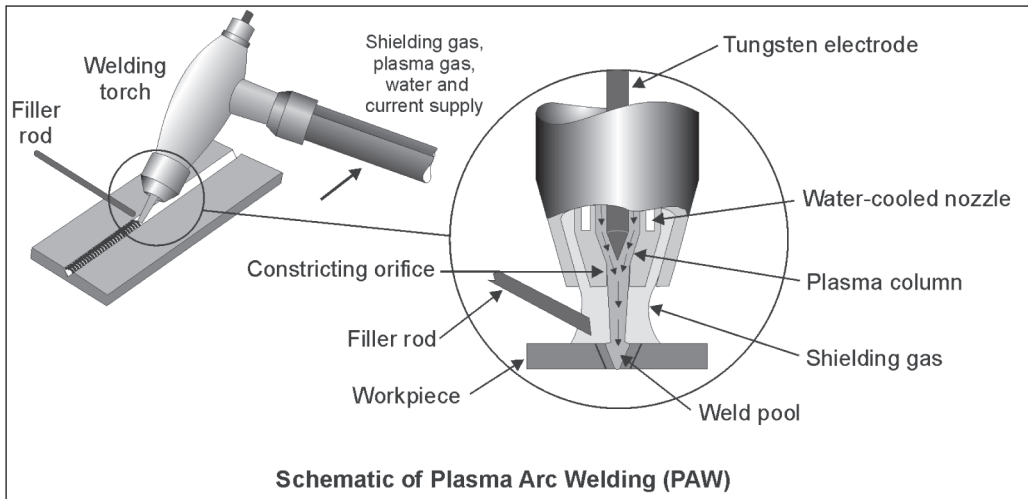 Shielding gas,
plasma gas,
water and
current supply
Welding
torch
Filler
rod
Tungsten electrode
Water-cooled nozzle
Constricting orifice
Plasma column
Filler rod
Shielding gas
Workpiece
Weld pool
Schematic of Plasma Arc Welding (PAW)